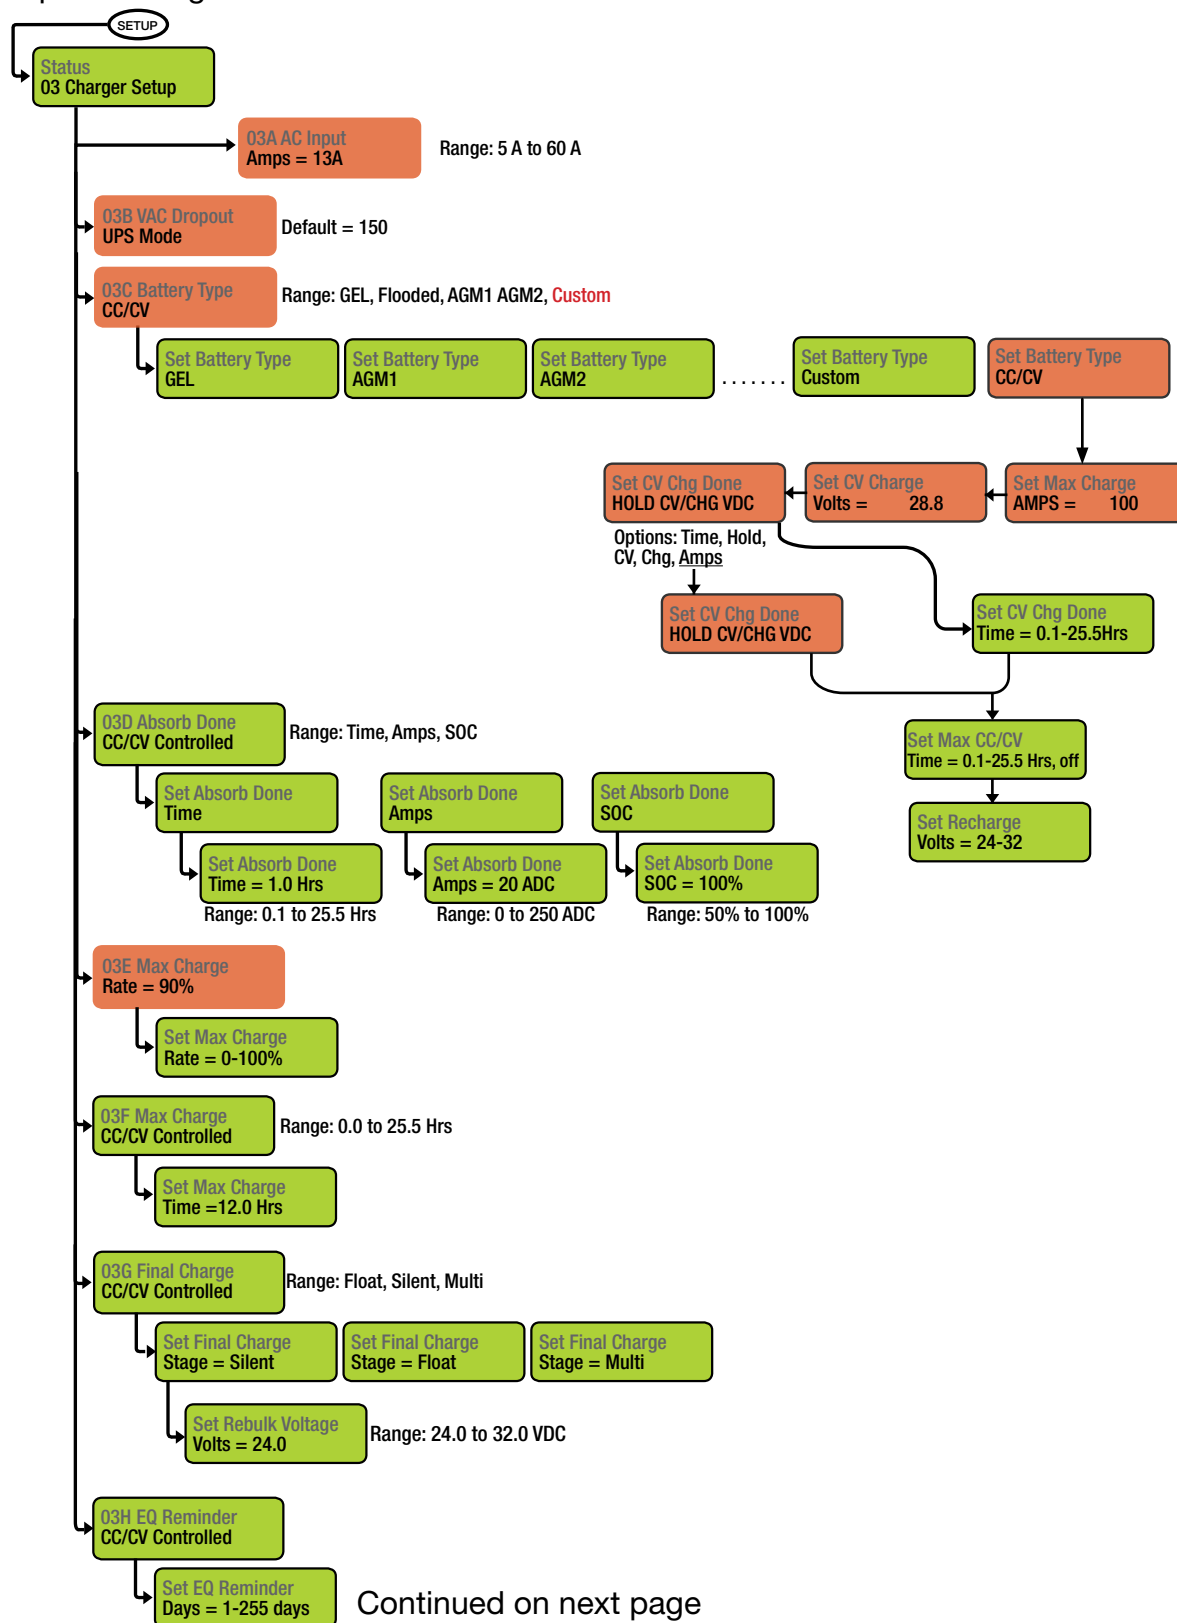 SETUP
Status
03 Charger Setup
03A AC Input
Amps = 13A
Range: 5 A to 60 A
03B VAC Dropout
UPS Mode
Default = 150
03C Battery Type
CC/CV
Range: GEL, Flooded, AGM1 AGM2, Custom
Set Battery Type
GEL
Set Battery Type
AGM1
Set Battery Type
AGM2
.......
Set Battery Type
Custom
Set Battery Type
CC/CV
Set CV Chg Done
HOLD CV/CHG VDC
Set CV Charge
Volts = 28.8
Set Max Charge
AMPS = 100
Options: Time, Hold,
CV, Chg, Amps
Set CV Chg Done
HOLD CV/CHG VDC
Set CV Chg Done
Time = 0.1-25.5Hrs
03D Absorb Done
CC/CV Controlled
Range: Time, Amps, SOC
Set Max CC/CV
Time = 0.1-25.5 Hrs, off
Set Absorb Done
Time
Set Absorb Done
Amps
Set Absorb Done
SOC
Set Recharge
Volts = 24-32
Set Absorb Done
Time = 1.0 Hrs
Set Absorb Done
Amps = 20 ADC
Set Absorb Done
SOC = 100%
Range: 0.1 to 25.5 Hrs
Range: 0 to 250 ADC
Range: 50% to 100%
03E Max Charge
Rate = 90%
Set Max Charge
Rate = 0-100%
03F Max Charge
CC/CV Controlled
Range: 0.0 to 25.5 Hrs
Set Max Charge
Time =12.0 Hrs
03G Final Charge
CC/CV Controlled
Range: Float, Silent, Multi
Set Final Charge
Stage = Silent
Set Final Charge
Stage = Float
Set Final Charge
Stage = Multi
Set Rebulk Voltage
Volts = 24.0
Range: 24.0 to 32.0 VDC
03H EQ Reminder
CC/CV Controlled
Set EQ Reminder
Days = 1-255 days
Continued on next page